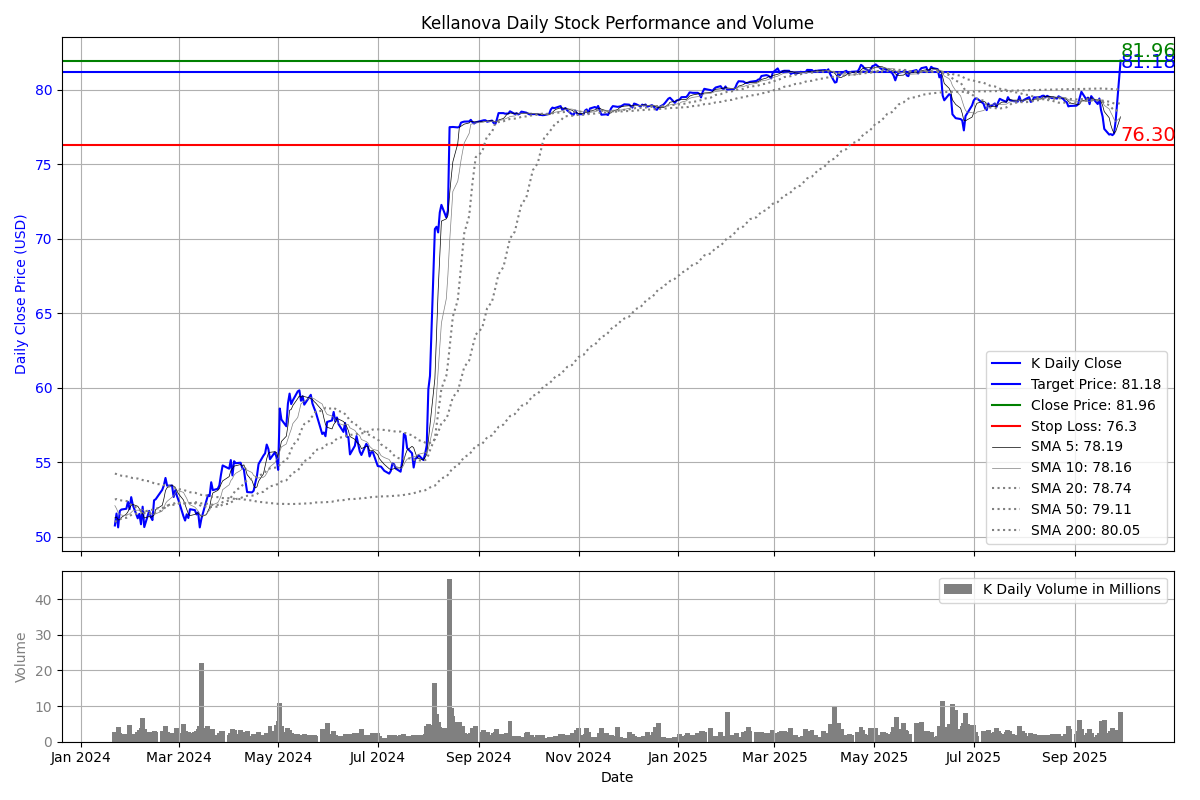 Kellanova Daily Stock Performance and Volume
Daily Close Price (USD)
80
75
70
65
60
55
50
81.96
81.18
76.30
K Daily Close
Target Price: 81.18
Close Price: 81.96
Stop Loss: 76.3
SMA 5: 78.19
SMA 10: 78.16
SMA 20: 78.74
SMA 50: 79.11
SMA 200: 80.05
Volume
40
30
20
10
0
K Daily Volume in Millions
Jan 2024 Mar 2024 May 2024 Jul 2024 Sep 2024 Nov 2024 Jan 2025 Mar 2025 May 2025 Jul 2025 Sep 2025
Date